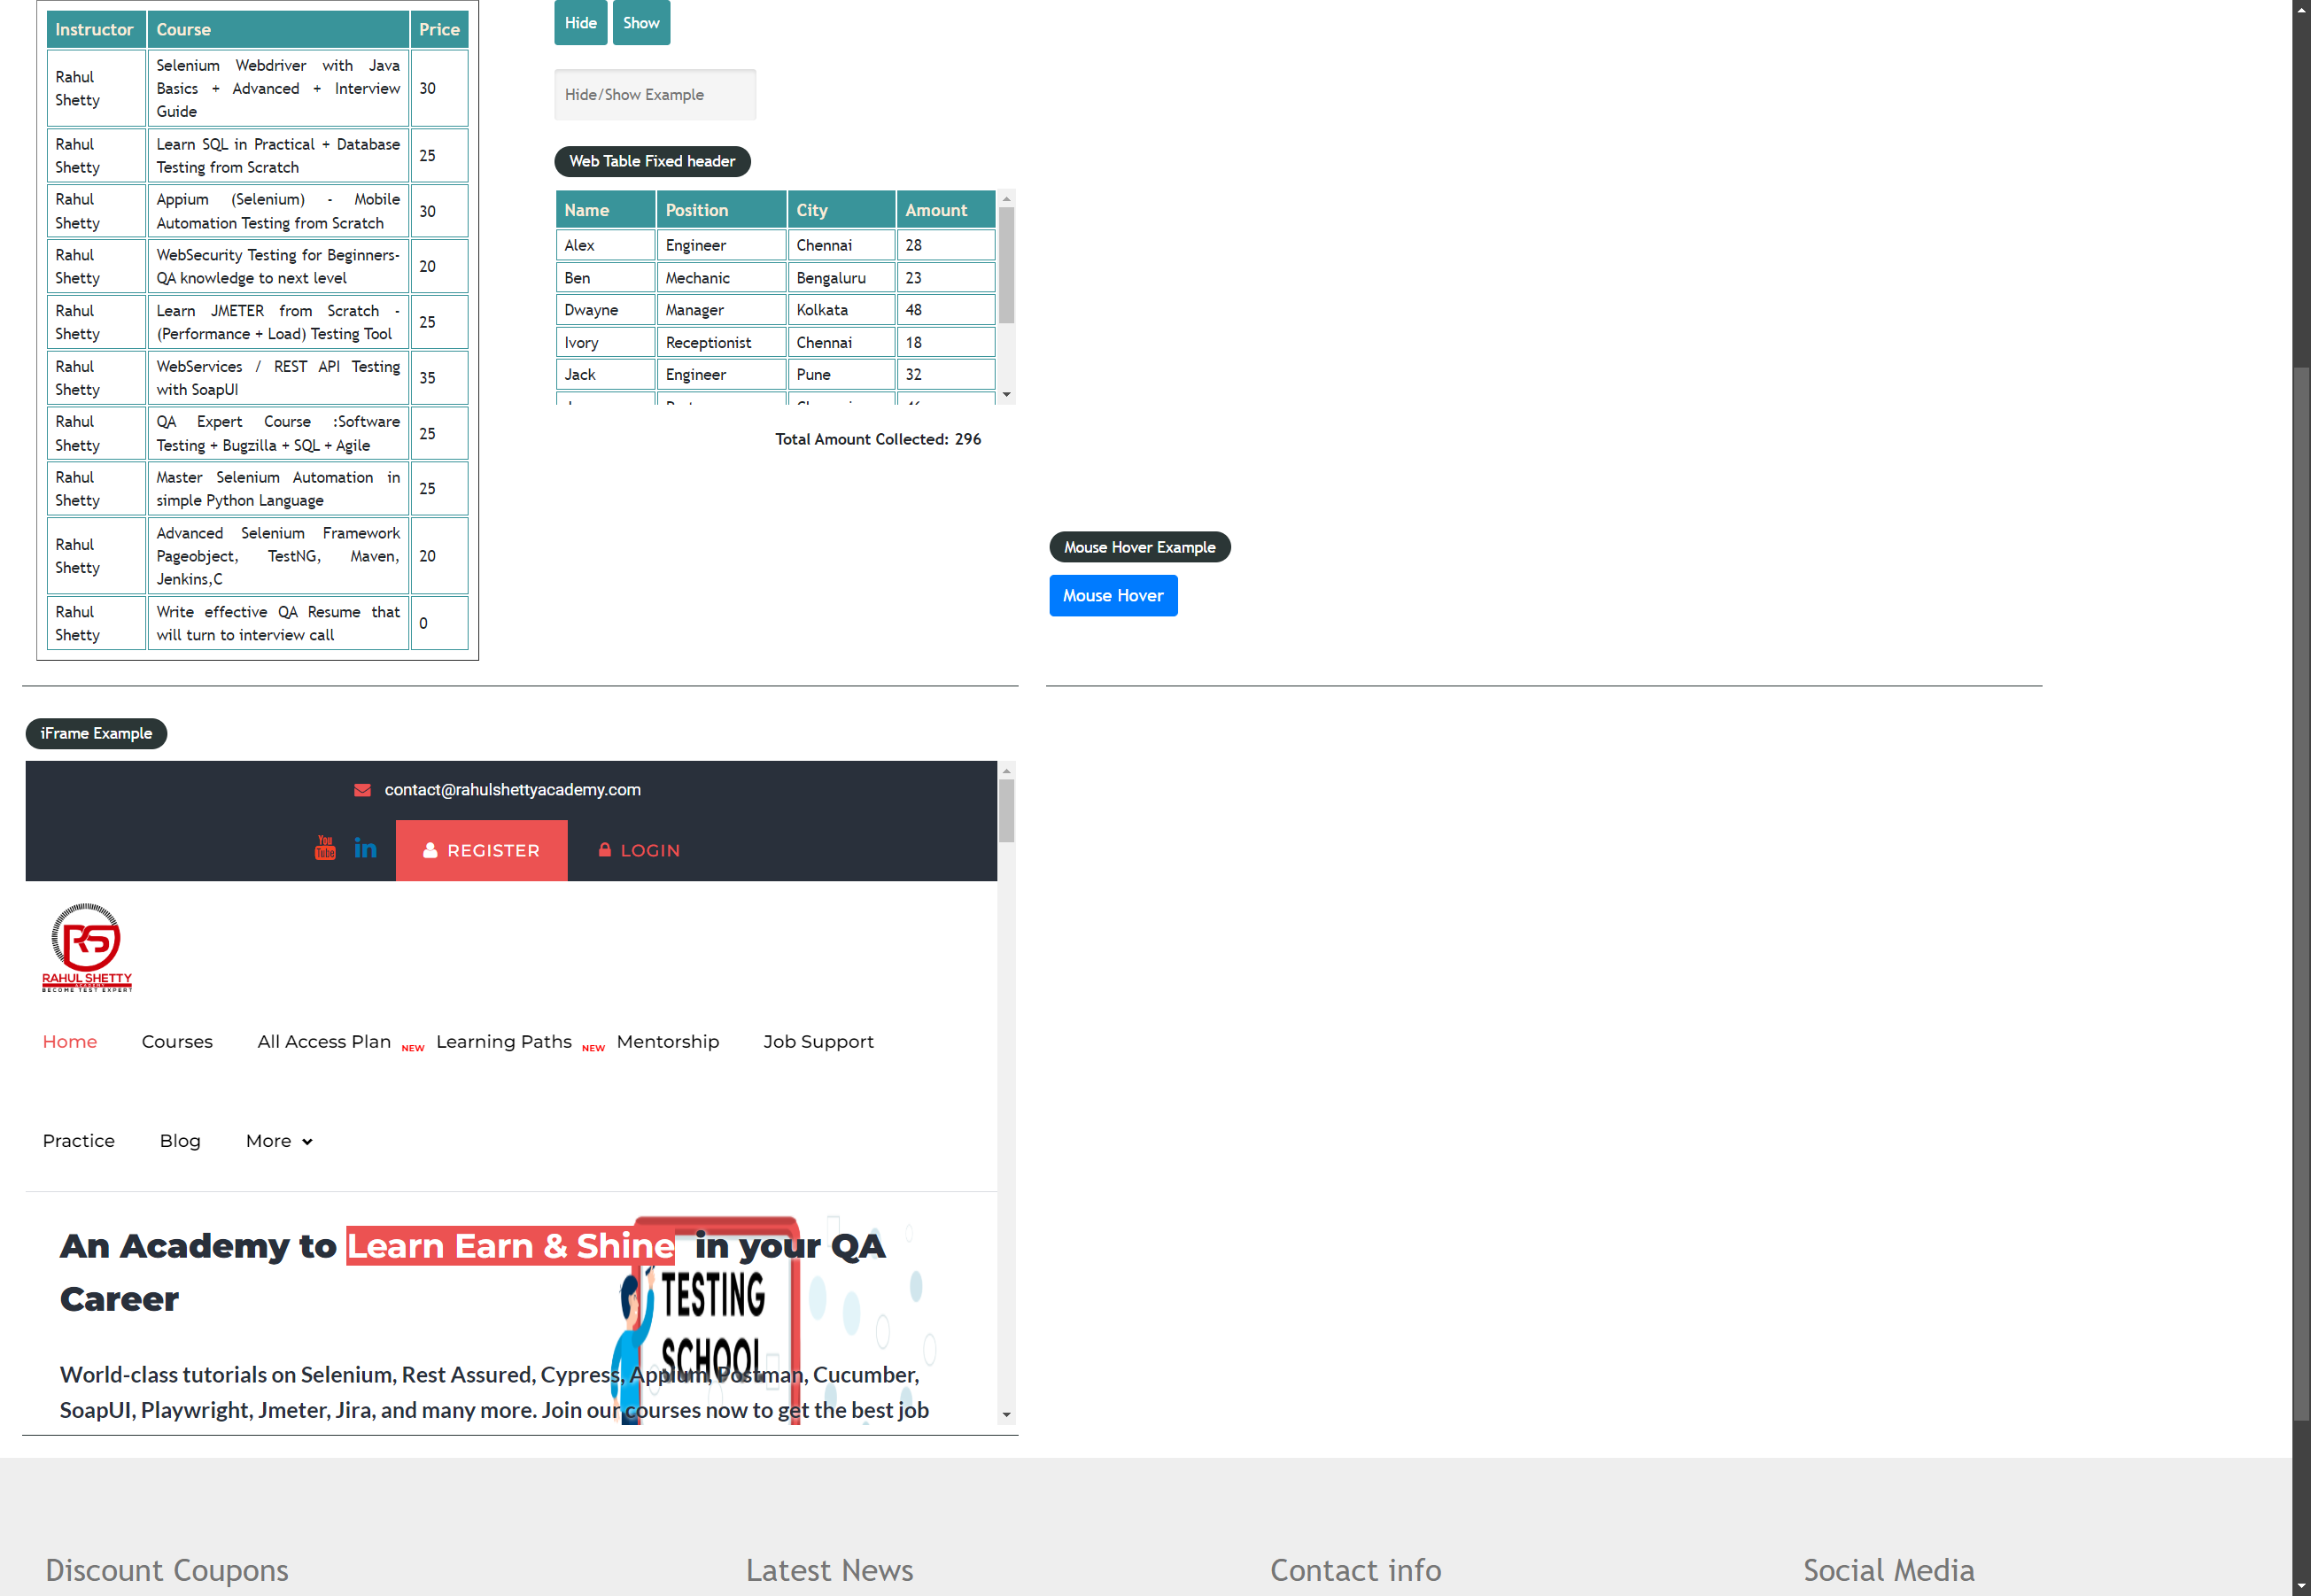 Instructor Course Price
Rahul Shetty Selenium Webdriver with Java Basics + Advanced + Interview Guide 30
Rahul Shetty Learn SQL in Practical + Database Testing from Scratch 25
Rahul Shetty Appium (Selenium) - Mobile Automation Testing from Scratch 30
Rahul Shetty WebSecurity Testing for Beginners-QA knowledge to next level 20
Rahul Shetty Learn JMETER from Scratch - (Performance + Load) Testing Tool 25
Rahul Shetty WebServices / REST API Testing with SoapUI 35
Rahul Shetty QA Expert Course :Software Testing + Bugzilla + SQL + Agile 25
Rahul Shetty Master Selenium Automation in simple Python Language 25
Rahul Shetty Advanced Selenium Framework Pageobject, TestNG, Maven, Jenkins,C 20
Rahul Shetty Write effective QA Resume that will turn to interview call 0
Hide Show
Hide/Show Example
Web Table Fixed header
Name Position City Amount
Alex Engineer Chennai 28
Ben Mechanic Bengaluru 23
Dwayne Manager Kolkata 48
Ivory Receptionist Chennai 18
Jack Engineer Pune 32
Total Amount Collected: 296
Mouse Hover Example
Mouse Hover
iFrame Example
contact@rahulshettyacademy.com
You Tube in REGISTER LOGIN
RS
RAHUL SHETTY
ACADEMY
BECOME TEST EXPERT
Home Courses All Access Plan NEW Learning Paths NEW Mentorship Job Support
Practice Blog More
An Academy to Learn Earn & Shine in your QA
Career
TESTING
SCHOOL
World-class tutorials on Selenium, Rest Assured, Cypress, Appium, Postman, Cucumber,
SoapUI, Playwright, Jmeter, Jira, and many more. Join our courses now to get the best job
Discount Coupons Latest News Contact info Social Media